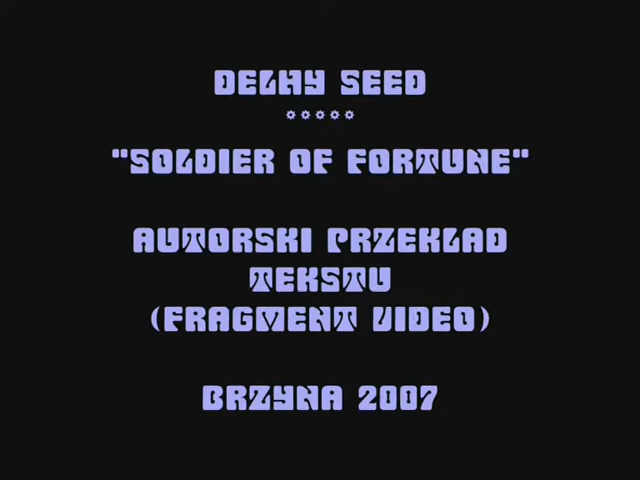 DELAY SEED
*****
"SOLDIER OF FORTUNE"
AUTORSKI PRZEKLAD
TEKSTU
(FRAGMENT VIDEO)
BRZYNA 2007